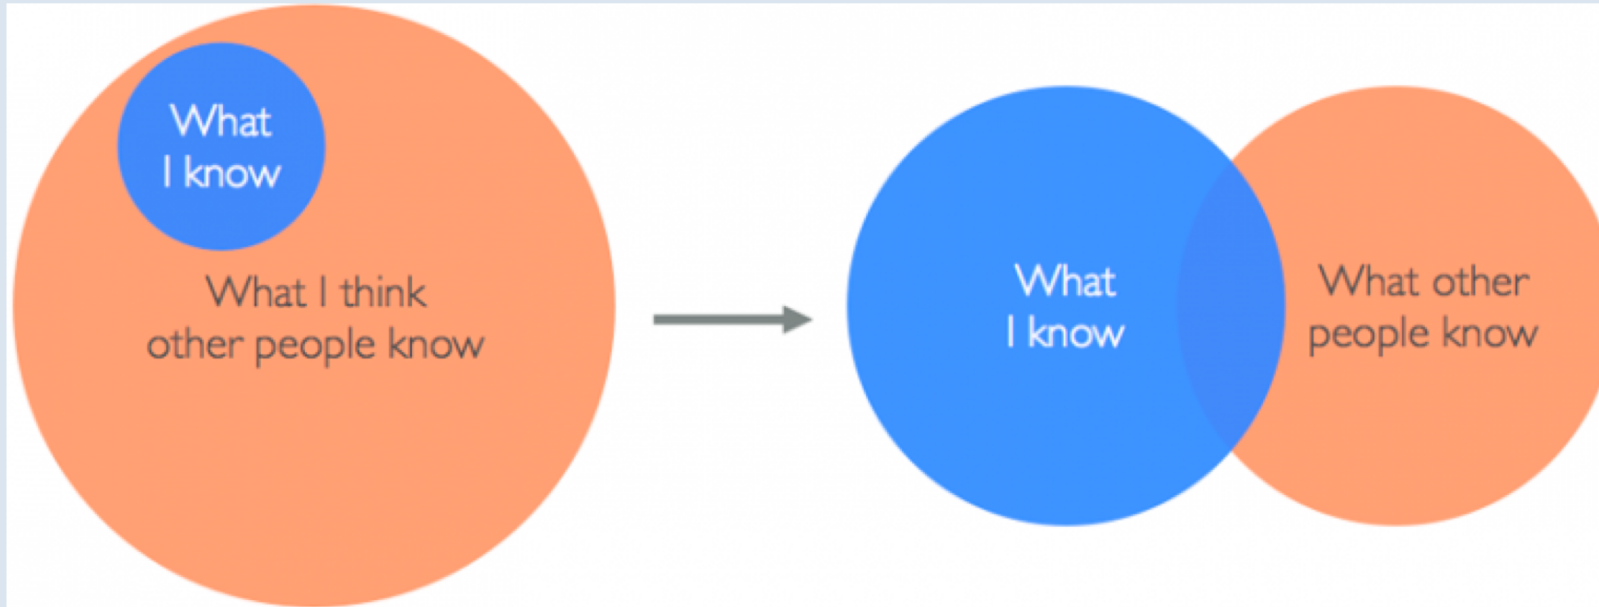 What
I know
What I think
other people know
What
I know
What other
people know